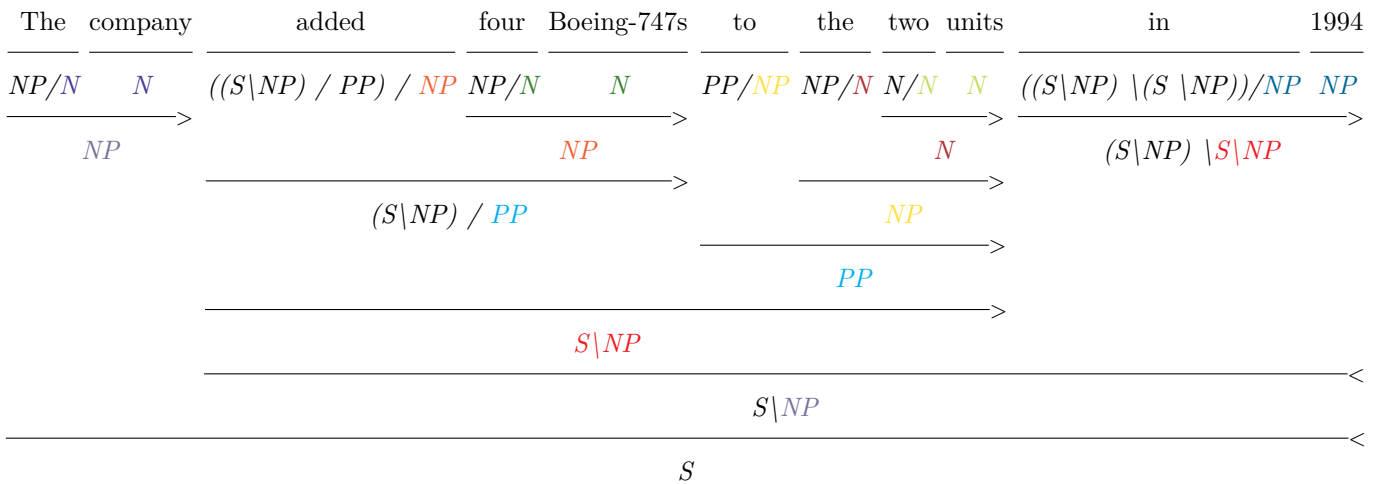 The company added four Boeing-747s to the two units in 1994
NP/N N ((S\NP) / PP) / NP NP/N N PP/NP NP/N N/N N ((S\NP) \(S \NP))/NP NP
> > > >
NP NP N (S\NP) \S\NP
> >
(S\NP) / PP NP
>
PP
>
S\NP
<
S\NP
<
S